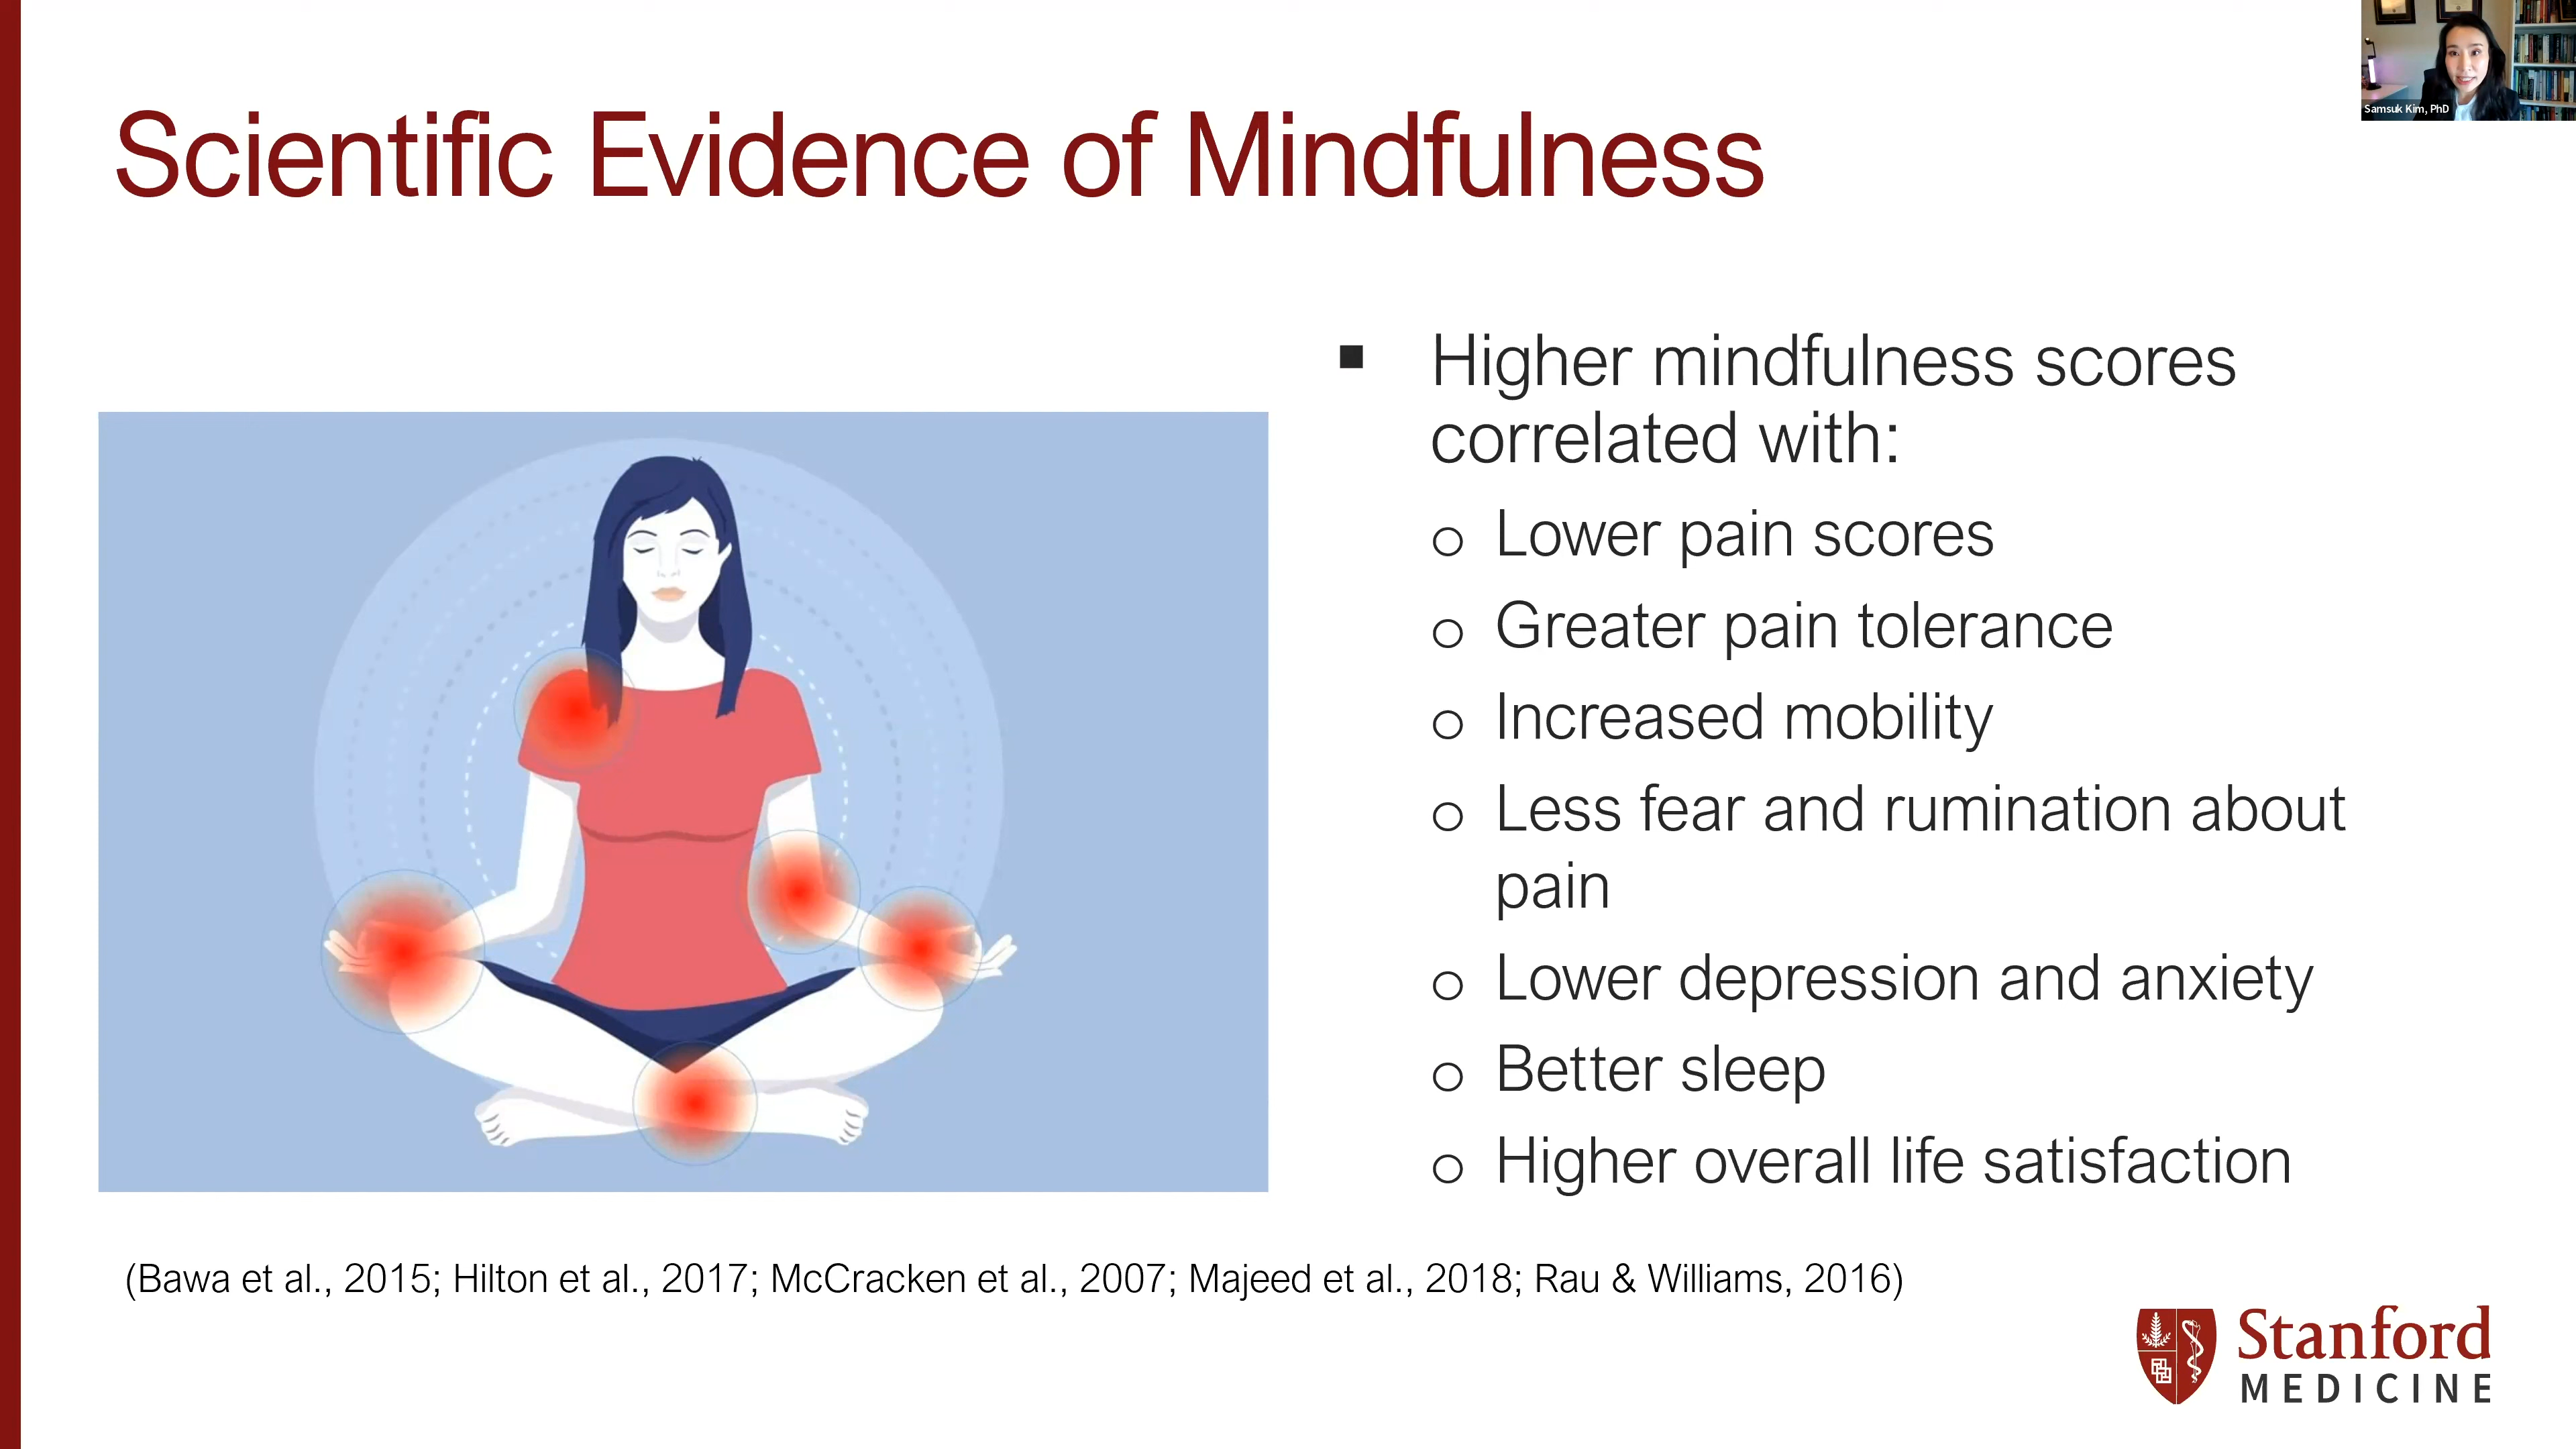 Samsuk Kim, PhD
Scientific Evidence of Mindfulness
▪ Higher mindfulness scores
correlated with:
o Lower pain scores
o Greater pain tolerance
o Increased mobility
o Less fear and rumination about
pain
o Lower depression and anxiety
o Better sleep
o Higher overall life satisfaction
(Bawa et al., 2015; Hilton et al., 2017; McCracken et al., 2007; Majeed et al., 2018; Rau & Williams, 2016)
Stanford
MEDICINE